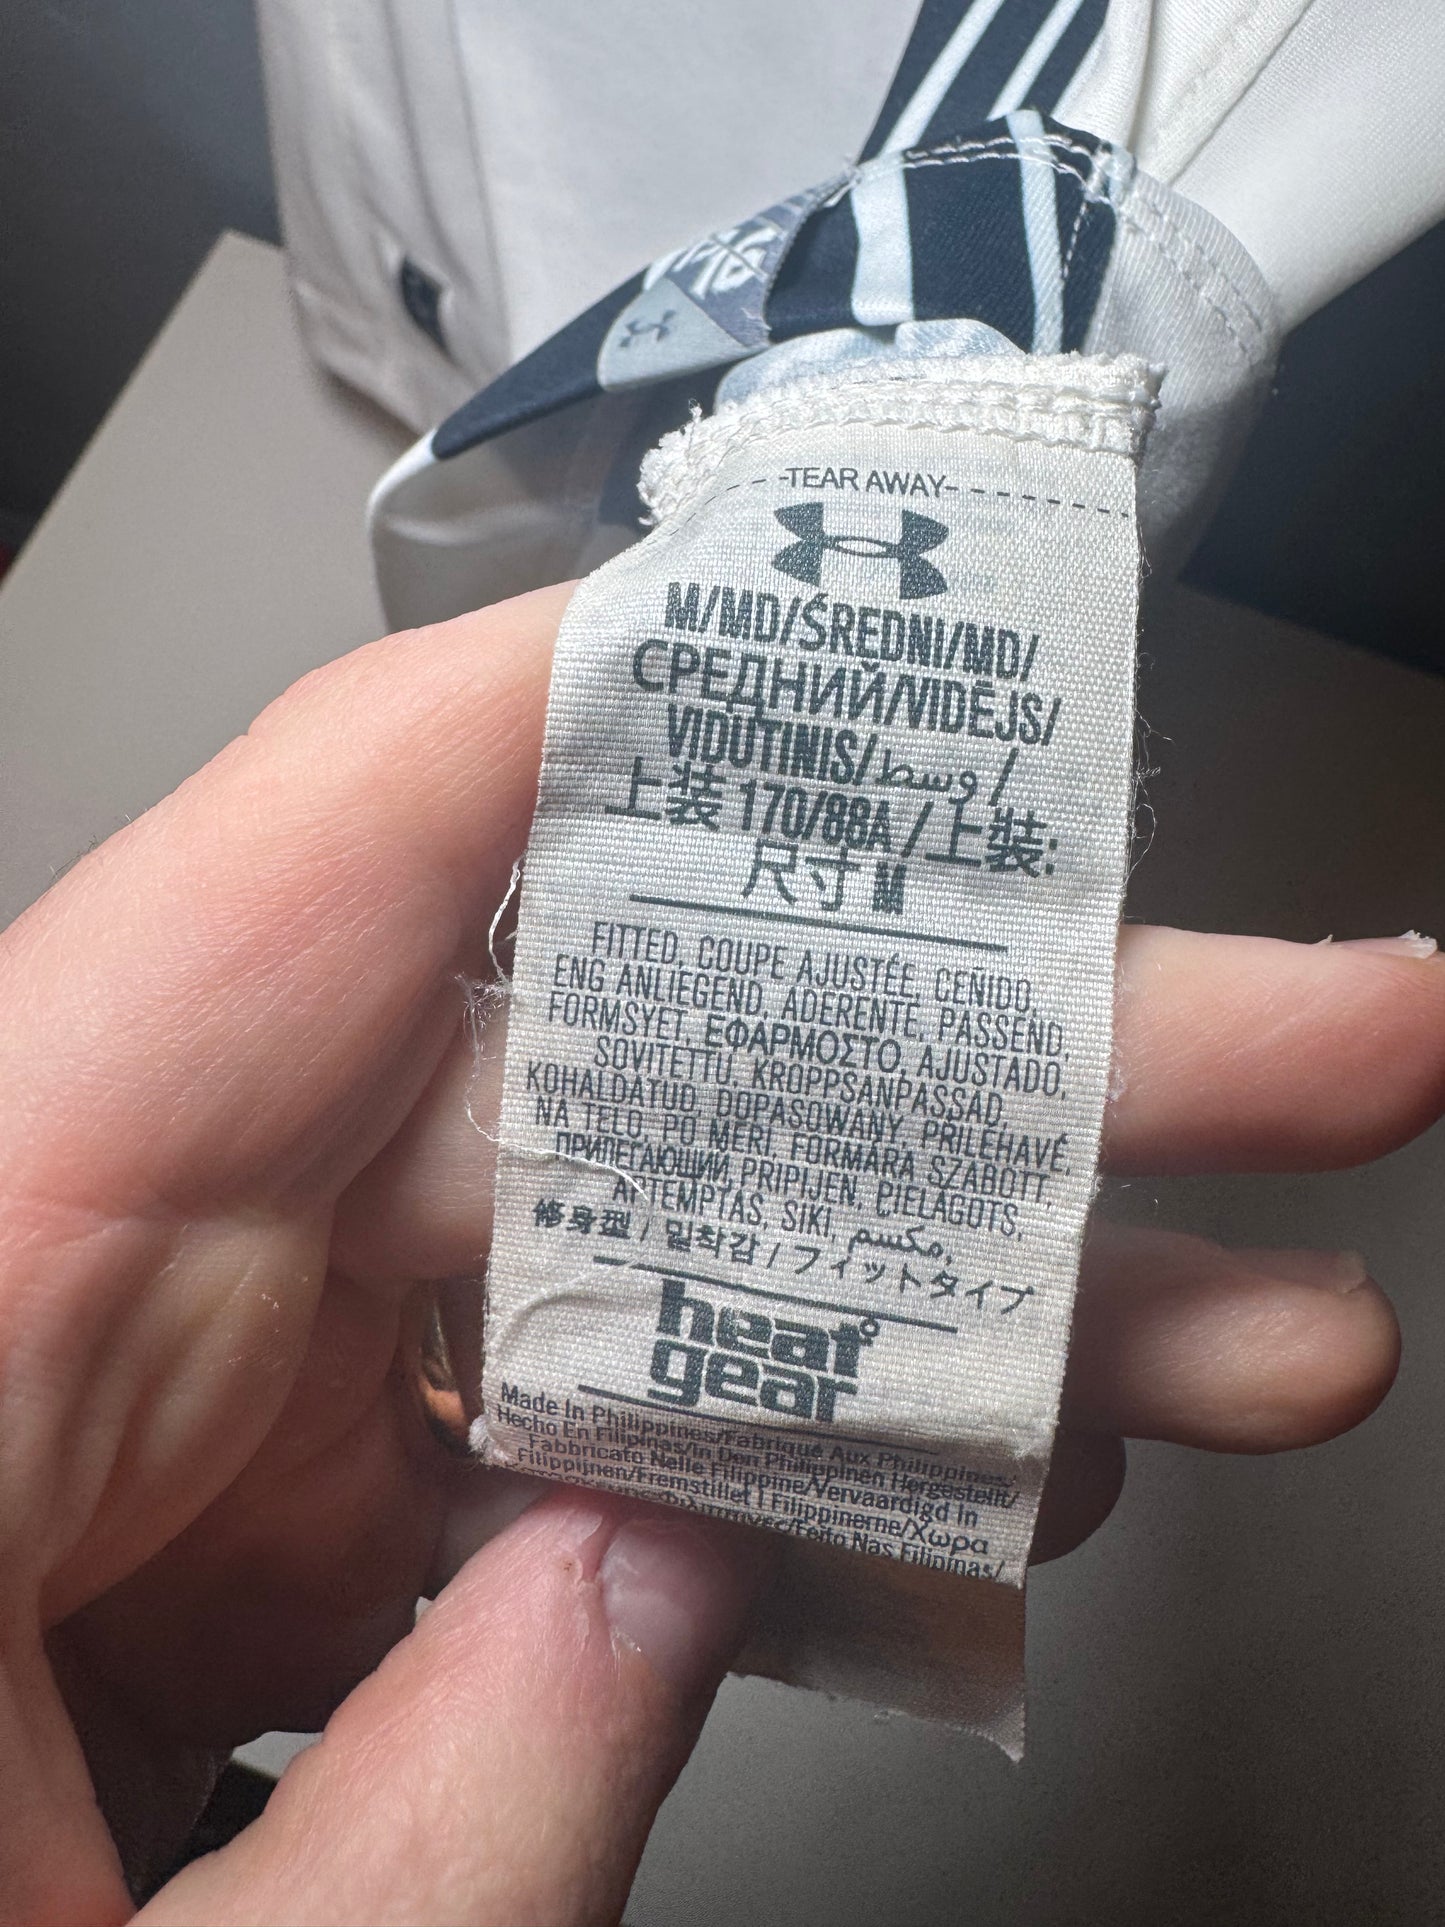 -TEAR AWAY-
M/MD/ŚREDNI/MD/
СРЕДНИЙ/VIDĒJS/
VIDUTINIS/وسط/
上装 170/88A / 上裝:
尺寸 M
FITTED, COUPE AJUSTÉE, CEÑIDO,
ENG ANLIEGEND, ADERENTE, PASSEND,
FORMSYET, ΕΦΑΡΜΟΣΤΟ, AJUSTADO,
SOVITETTU, KROPPSANPASSAD,
KOHALDATUD, DOPASOWANY, PŘILÉHAVÉ,
NA TELO, PO MERI, FORMÁRA SZABOTT,
ПРИЛЕГАЮЩИЙ, PRIPIJEN, PIELĀGOTS,
APTEMPTAS, SIKI, مكسم,
修身型 / 밀착감 / フィットタイプ
heat
gear
Made In Philippines/Fabriqué Aux Philippines/
Hecho En Filipinas/In Den Philippinen Hergestellt/
Fabbricato Nelle Filippine/Vervaardigd In
Filippijnen/Fremstillet I Filippinerne/Χώρα
Feito Nas Filipinas/